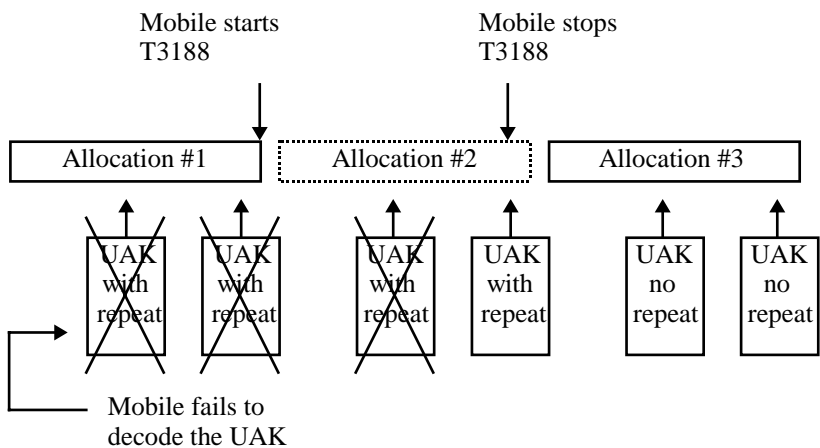 Mobile starts
T3188
Mobile stops
T3188
Allocation #1
Allocation #2
Allocation #3
UAK
with
repeat
UAK
with
repeat
UAK
with
repeat
UAK
with
repeat
UAK
no
repeat
UAK
no
repeat
Mobile fails to
decode the UAK